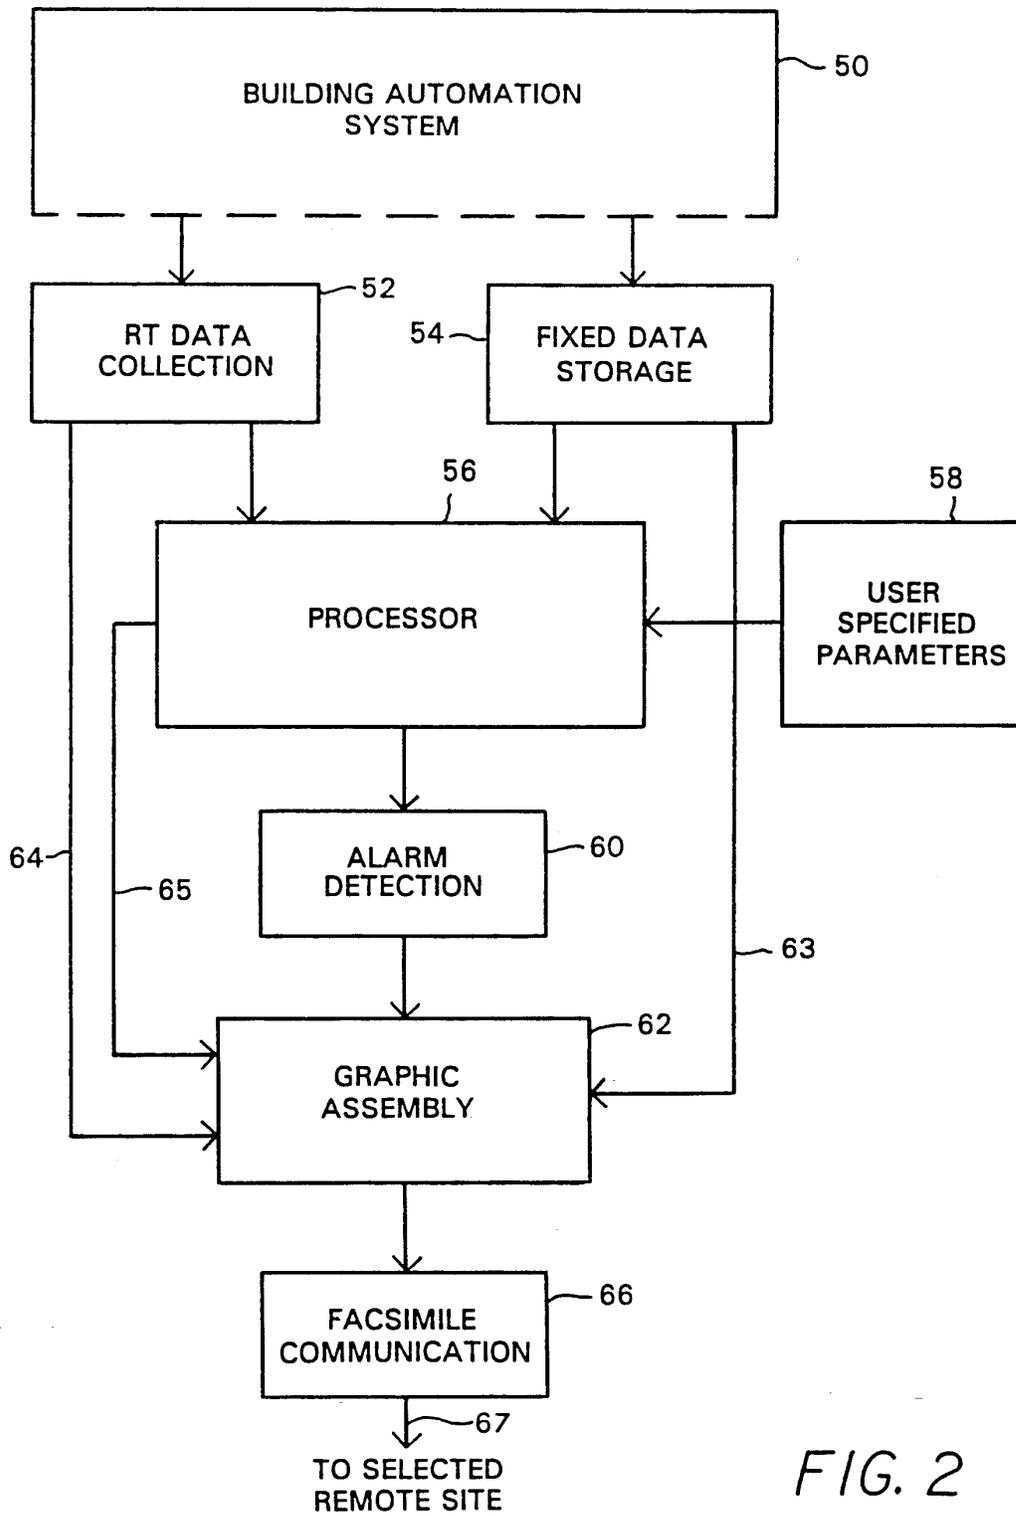 BUILDING AUTOMATION
SYSTEM
50
52
RT DATA
COLLECTION
54
FIXED DATA
STORAGE
56
58
PROCESSOR
USER
SPECIFIED
PARAMETERS
64
65
ALARM
DETECTION
60
63
62
GRAPHIC
ASSEMBLY
66
FACSIMILE
COMMUNICATION
67
TO SELECTED
REMOTE SITE
FIG. 2